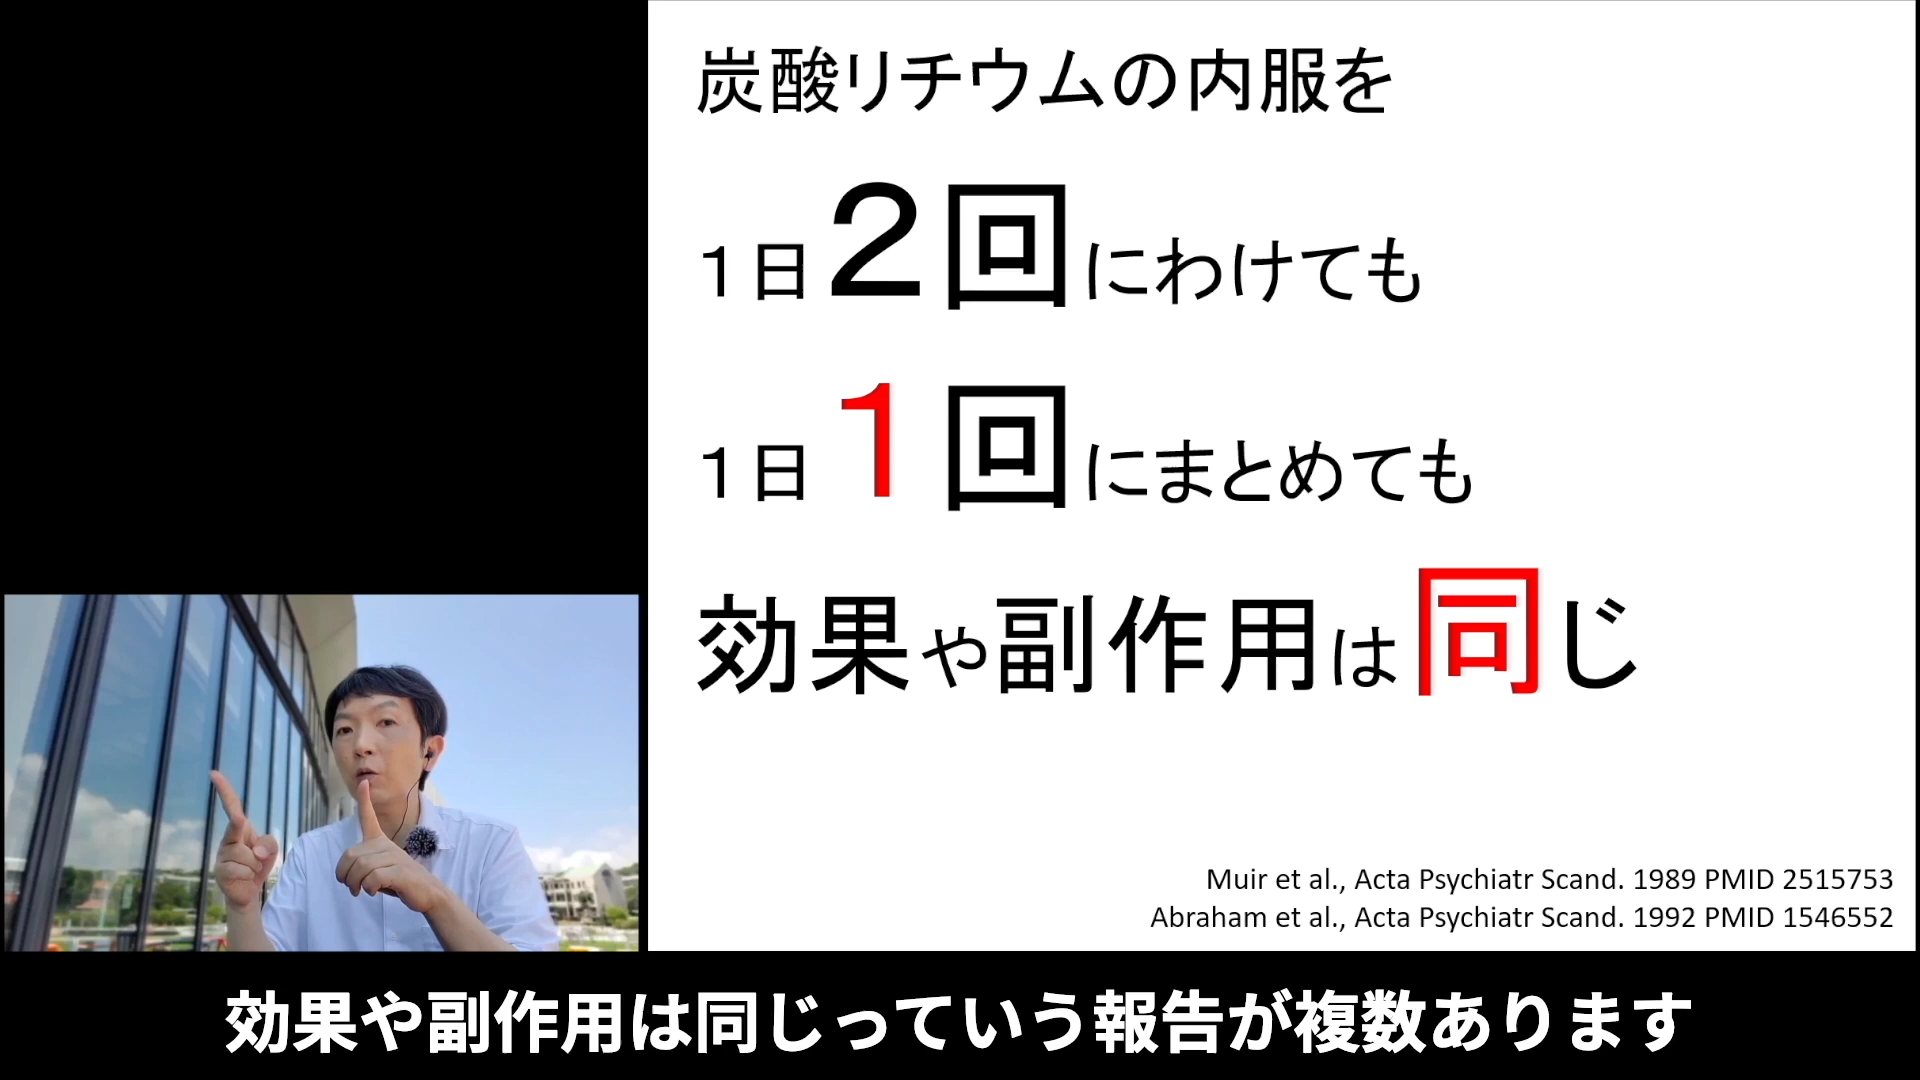 炭酸リチウムの内服を
１日２回にわけても
１日１回にまとめても
効果や副作用は同じ
Muir et al., Acta Psychiatr Scand. 1989 PMID 2515753
Abraham et al., Acta Psychiatr Scand. 1992 PMID 1546552
効果や副作用は同じっていう報告が複数あります